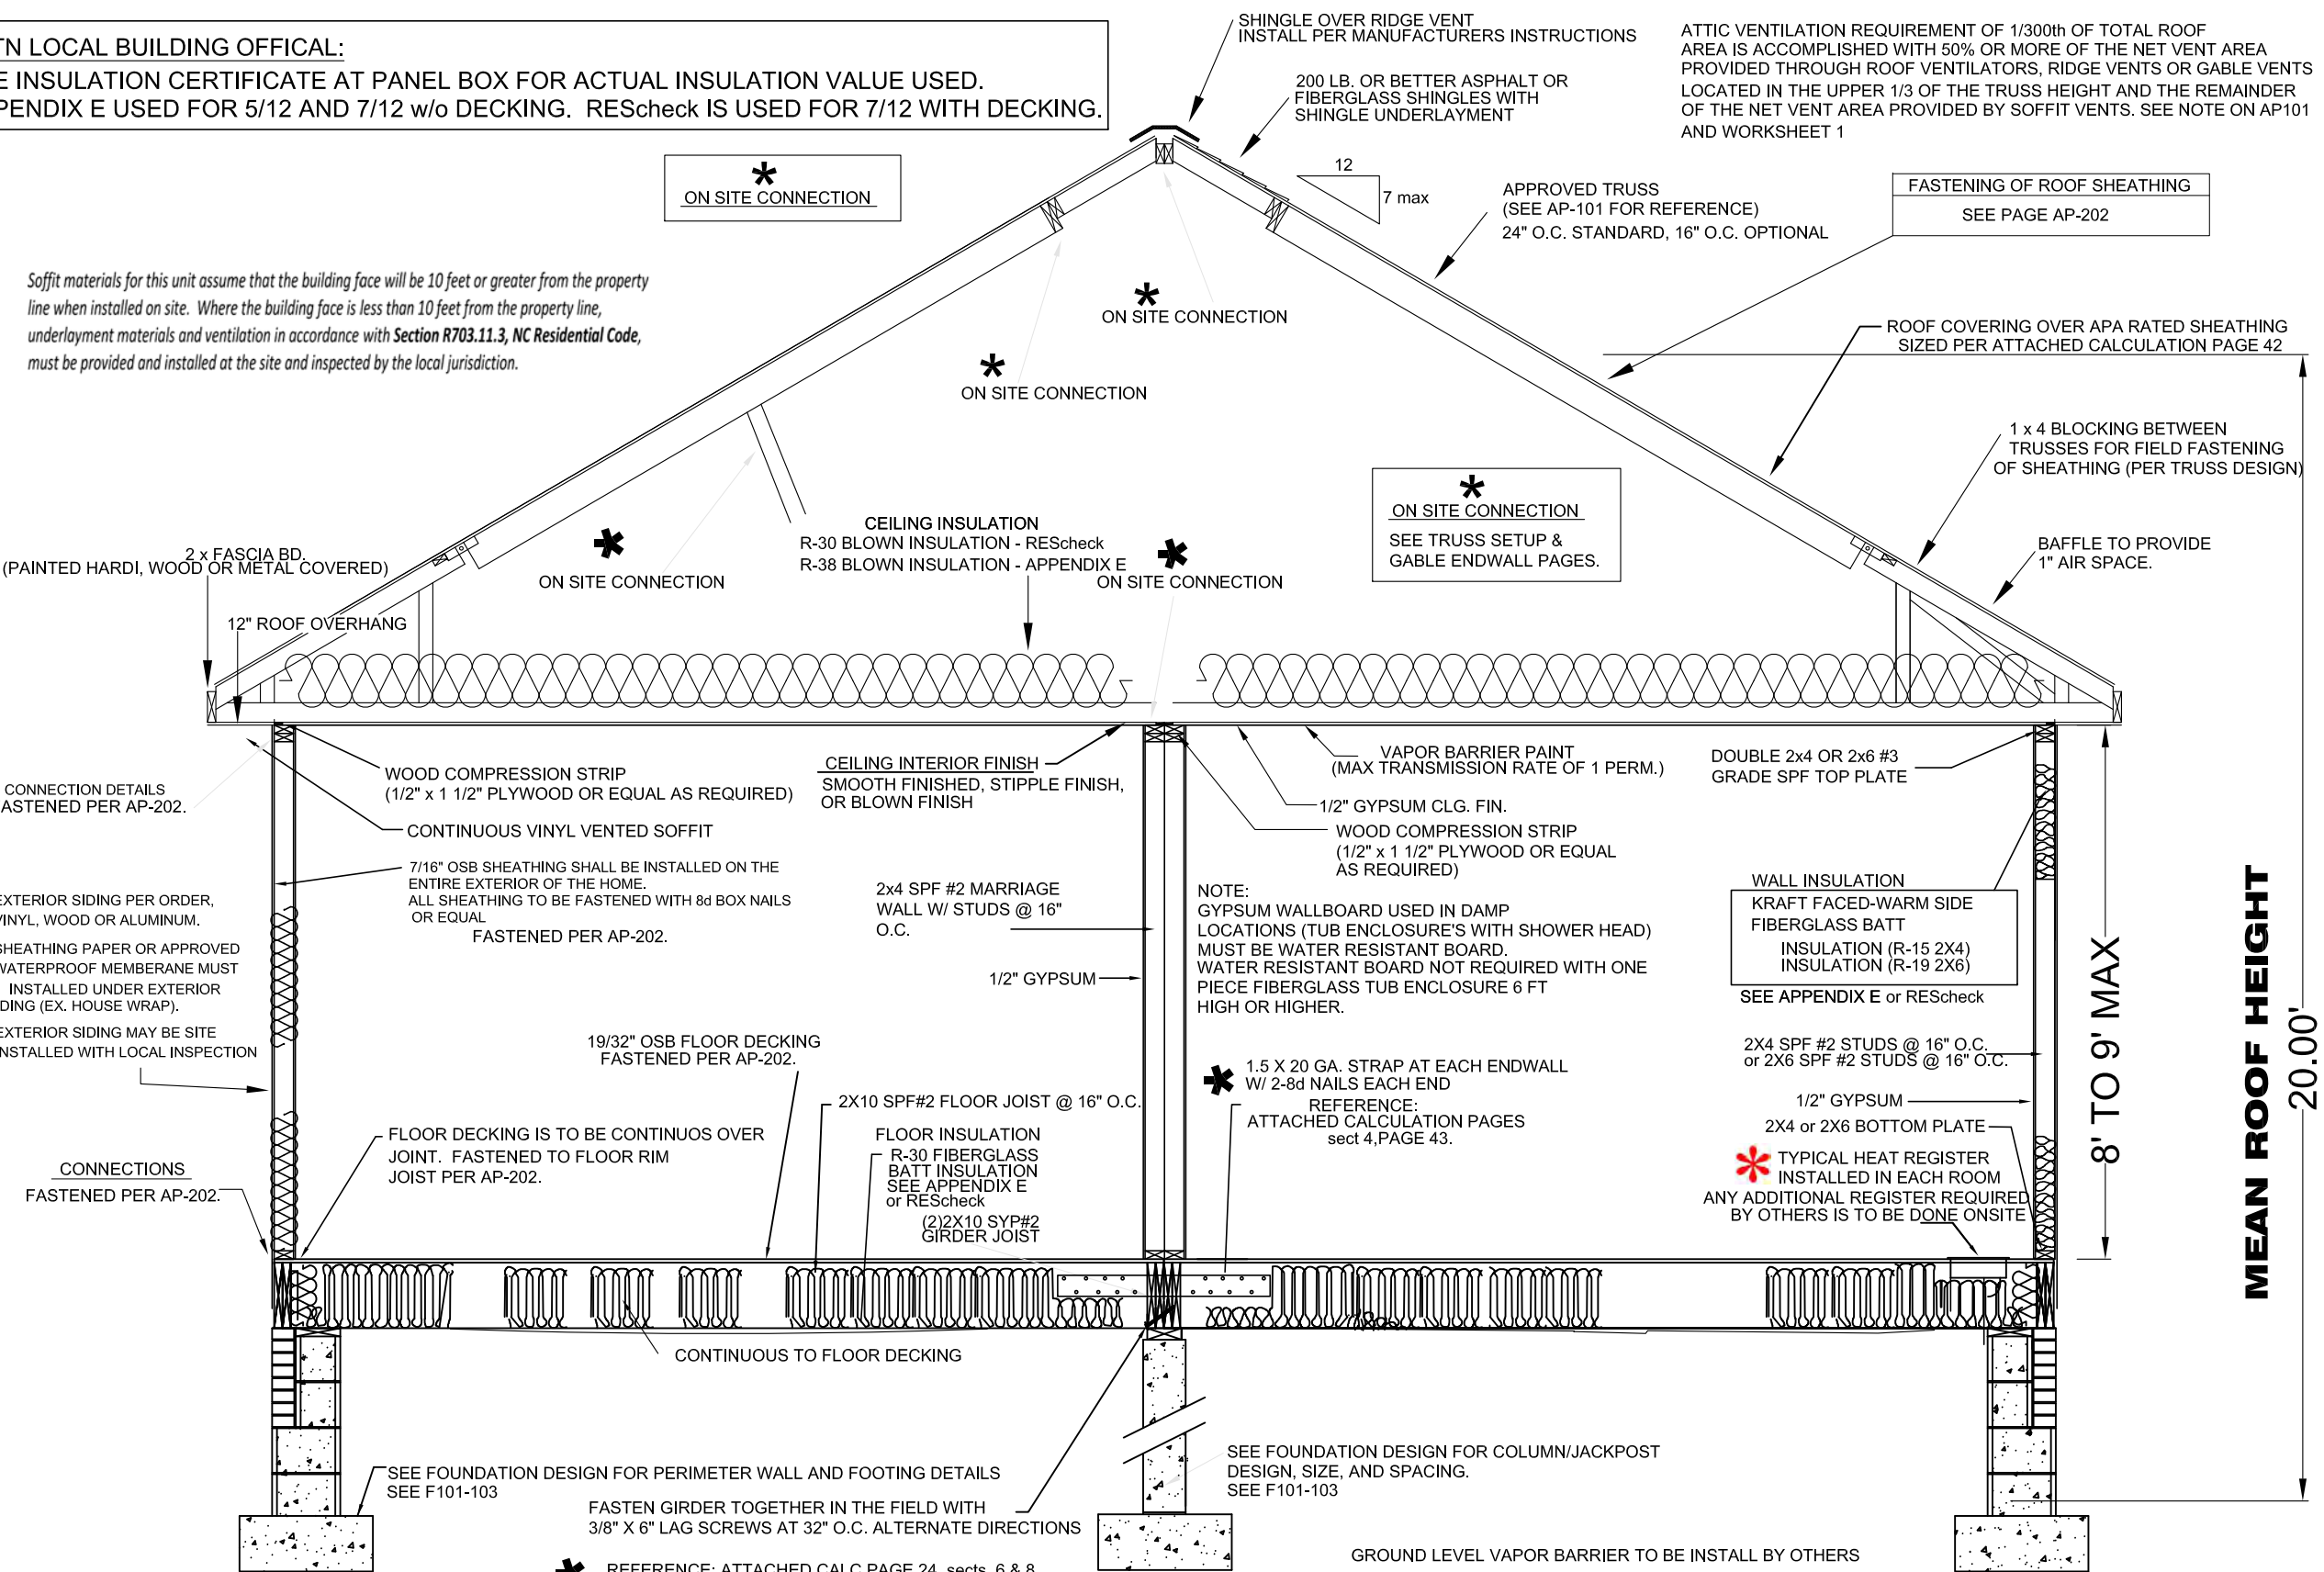 TN LOCAL BUILDING OFFICAL:
E INSULATION CERTIFICATE AT PANEL BOX FOR ACTUAL INSULATION VALUE USED.
PENDIX E USED FOR 5/12 AND 7/12 w/o DECKING. REScheck IS USED FOR 7/12 WITH DECKING.
SHINGLE OVER RIDGE VENT
INSTALL PER MANUFACTURERS INSTRUCTIONS
200 LB. OR BETTER ASPHALT OR
FIBERGLASS SHINGLES WITH
SHINGLE UNDERLAYMENT
ATTIC VENTILATION REQUIREMENT OF 1/300th OF TOTAL ROOF
AREA IS ACCOMPLISHED WITH 50% OR MORE OF THE NET VENT AREA
PROVIDED THROUGH ROOF VENTILATORS, RIDGE VENTS OR GABLE VENTS
LOCATED IN THE UPPER 1/3 OF THE TRUSS HEIGHT AND THE REMAINDER
OF THE NET VENT AREA PROVIDED BY SOFFIT VENTS. SEE NOTE ON AP101
AND WORKSHEET 1
*
ON SITE CONNECTION
12
7 max
APPROVED TRUSS
(SEE AP-101 FOR REFERENCE)
24" O.C. STANDARD, 16" O.C. OPTIONAL
FASTENING OF ROOF SHEATHING
SEE PAGE AP-202
Soffit materials for this unit assume that the building face will be 10 feet or greater from the property
line when installed on site. Where the building face is less than 10 feet from the property line,
underlayment materials and ventilation in accordance with Section R703.11.3, NC Residential Code,
must be provided and installed at the site and inspected by the local jurisdiction.
*
ON SITE CONNECTION
*
ON SITE CONNECTION
ROOF COVERING OVER APA RATED SHEATHING
SIZED PER ATTACHED CALCULATION PAGE 42
1 x 4 BLOCKING BETWEEN
TRUSSES FOR FIELD FASTENING
OF SHEATHING (PER TRUSS DESIGN)
*
ON SITE CONNECTION
SEE TRUSS SETUP &
GABLE ENDWALL PAGES.
BAFFLE TO PROVIDE
1" AIR SPACE.
2 x FASCIA BD.
(PAINTED HARDI, WOOD OR METAL COVERED)
12" ROOF OVERHANG
*
ON SITE CONNECTION
CEILING INSULATION
R-30 BLOWN INSULATION - REScheck
R-38 BLOWN INSULATION - APPENDIX E
*
ON SITE CONNECTION
CONNECTION DETAILS
ASTENED PER AP-202.
WOOD COMPRESSION STRIP
(1/2" x 1 1/2" PLYWOOD OR EQUAL AS REQUIRED)
CONTINUOUS VINYL VENTED SOFFIT
CEILING INTERIOR FINISH
SMOOTH FINISHED, STIPPLE FINISH,
OR BLOWN FINISH
VAPOR BARRIER PAINT
(MAX TRANSMISSION RATE OF 1 PERM.)
1/2" GYPSUM CLG. FIN.
WOOD COMPRESSION STRIP
(1/2" x 1 1/2" PLYWOOD OR EQUAL
AS REQUIRED)
DOUBLE 2x4 OR 2x6 #3
GRADE SPF TOP PLATE
7/16" OSB SHEATHING SHALL BE INSTALLED ON THE
ENTIRE EXTERIOR OF THE HOME.
ALL SHEATHING TO BE FASTENED WITH 8d BOX NAILS
OR EQUAL
FASTENED PER AP-202.
EXTERIOR SIDING PER ORDER,
VINYL, WOOD OR ALUMINUM.
SHEATHING PAPER OR APPROVED
WATERPROOF MEMBERANE MUST
INSTALLED UNDER EXTERIOR
DING (EX. HOUSE WRAP).
EXTERIOR SIDING MAY BE SITE
NSTALLED WITH LOCAL INSPECTION
2x4 SPF #2 MARRIAGE
WALL W/ STUDS @ 16"
O.C.
1/2" GYPSUM
NOTE:
GYPSUM WALLBOARD USED IN DAMP
LOCATIONS (TUB ENCLOSURE'S WITH SHOWER HEAD)
MUST BE WATER RESISTANT BOARD.
WATER RESISTANT BOARD NOT REQUIRED WITH ONE
PIECE FIBERGLASS TUB ENCLOSURE 6 FT
HIGH OR HIGHER.
WALL INSULATION
KRAFT FACED-WARM SIDE
FIBERGLASS BATT
INSULATION (R-15 2X4)
INSULATION (R-19 2X6)
SEE APPENDIX E or REScheck
8' TO 9' MAX
MEAN ROOF HEIGHT
20.00'
19/32" OSB FLOOR DECKING
FASTENED PER AP-202.
2X10 SPF#2 FLOOR JOIST @ 16" O.C.
FLOOR INSULATION
R-30 FIBERGLASS
BATT INSULATION
SEE APPENDIX E
or REScheck
(2)2X10 SYP#2
GIRDER JOIST
* 1.5 X 20 GA. STRAP AT EACH ENDWALL
W/ 2-8d NAILS EACH END
REFERENCE:
ATTACHED CALCULATION PAGES
sect 4,PAGE 43.
2X4 SPF #2 STUDS @ 16" O.C.
or 2X6 SPF #2 STUDS @ 16" O.C.
1/2" GYPSUM
2X4 or 2X6 BOTTOM PLATE
* TYPICAL HEAT REGISTER
INSTALLED IN EACH ROOM
ANY ADDITIONAL REGISTER REQUIRED
BY OTHERS IS TO BE DONE ONSITE
FLOOR DECKING IS TO BE CONTINUOS OVER
JOINT. FASTENED TO FLOOR RIM
JOIST PER AP-202.
CONNECTIONS
FASTENED PER AP-202.
CONTINUOUS TO FLOOR DECKING
SEE FOUNDATION DESIGN FOR PERIMETER WALL AND FOOTING DETAILS
SEE F101-103
FASTEN GIRDER TOGETHER IN THE FIELD WITH
3/8" X 6" LAG SCREWS AT 32" O.C. ALTERNATE DIRECTIONS
SEE FOUNDATION DESIGN FOR COLUMN/JACKPOST
DESIGN, SIZE, AND SPACING.
SEE F101-103
* REFERENCE: ATTACHED CALC PAGE 24, sects. 6 & 8
GROUND LEVEL VAPOR BARRIER TO BE INSTALL BY OTHERS